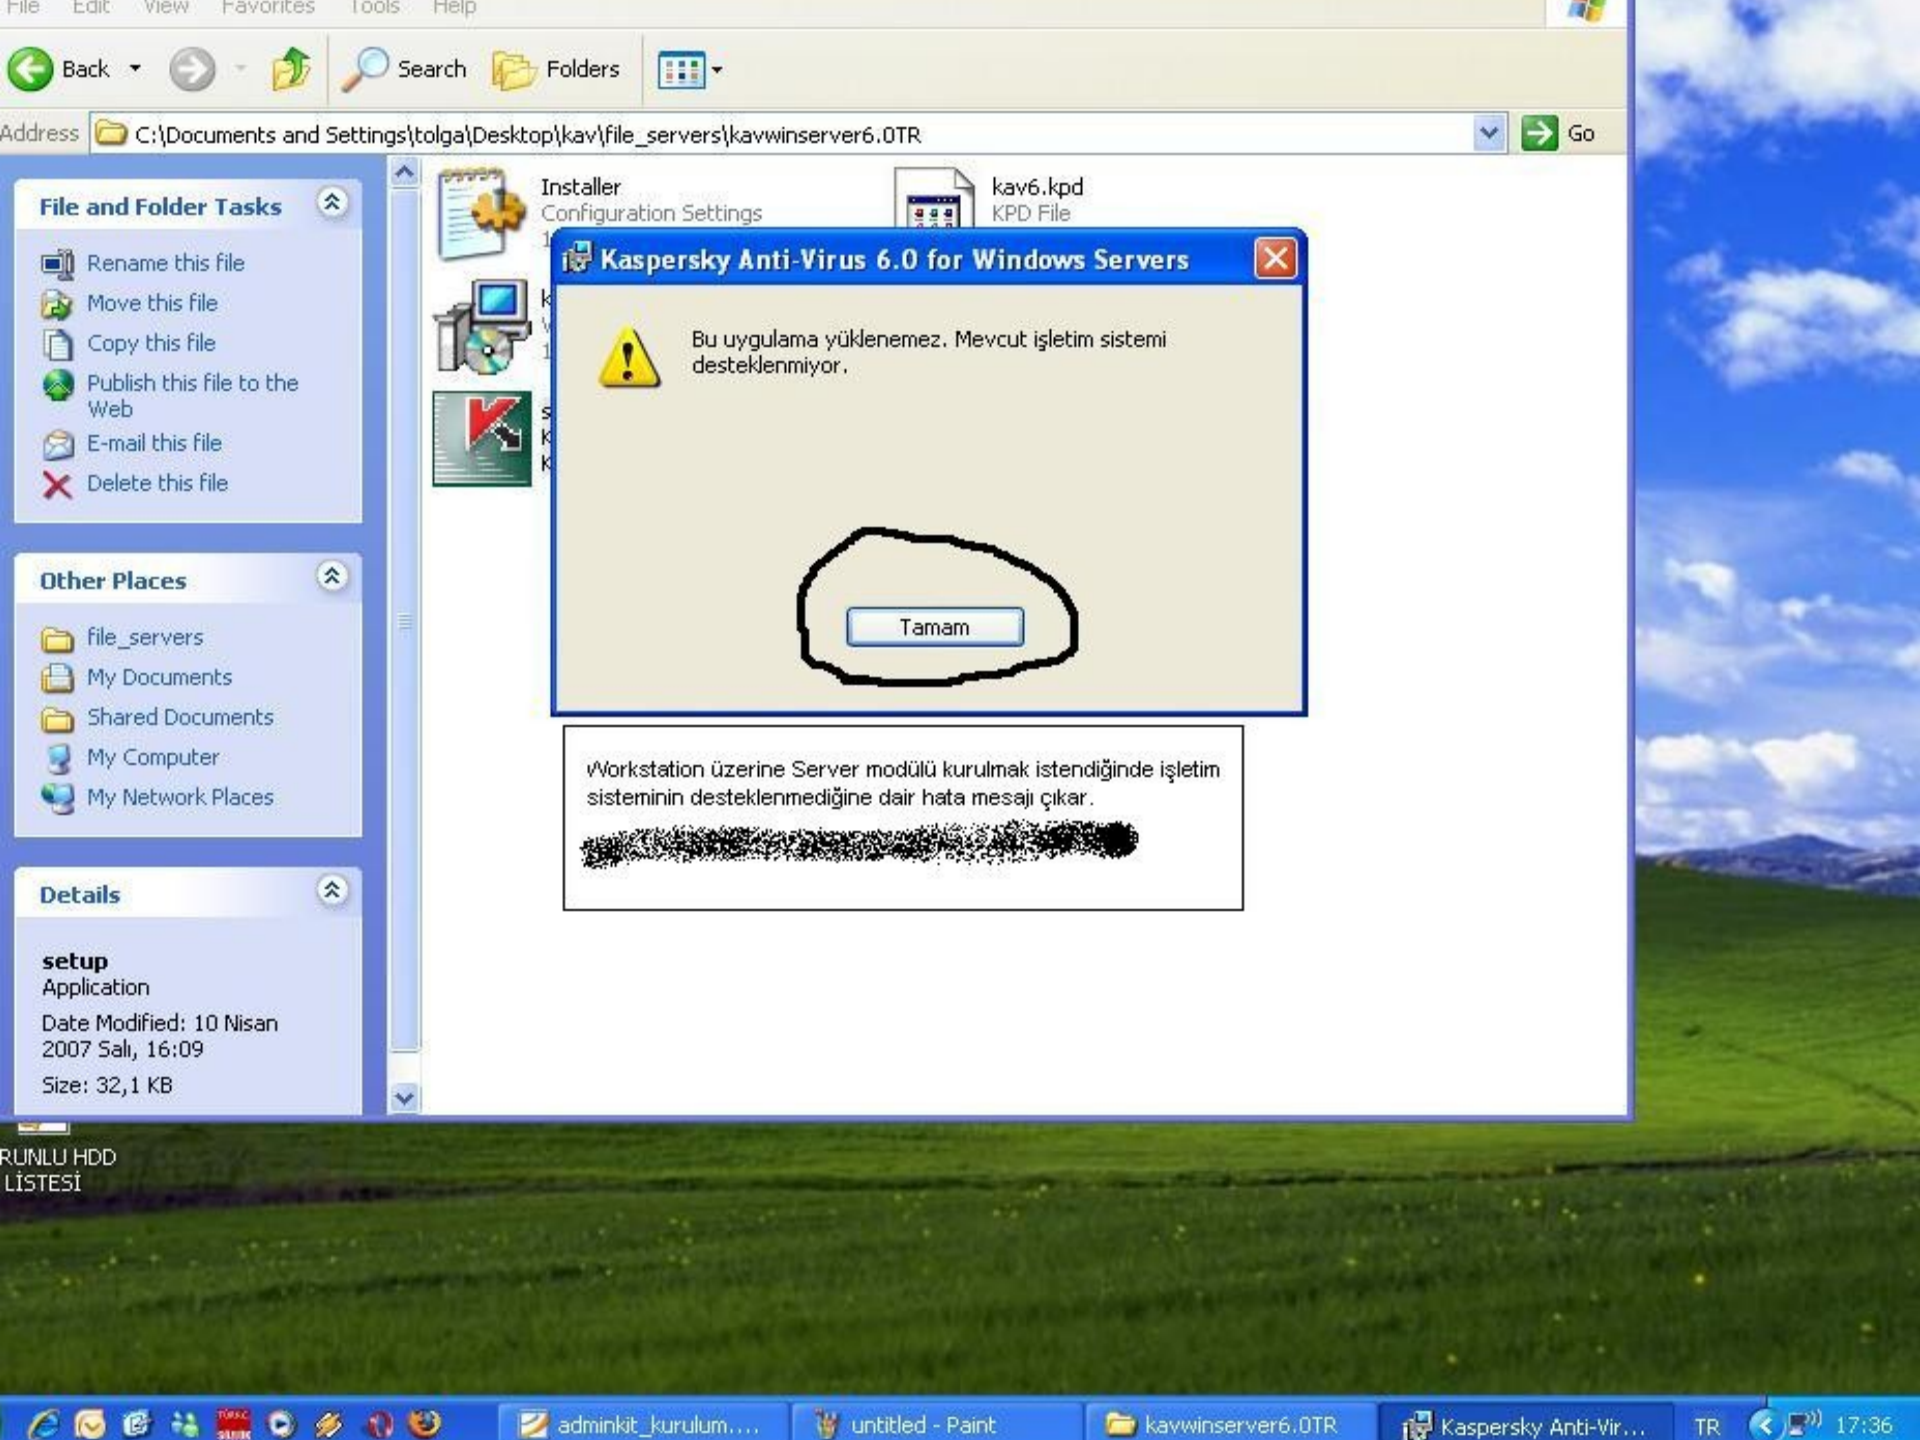 File Edit View Favorites Tools Help
Back Search Folders
Address C:\Documents and Settings\tolga\Desktop\kav\file_servers\kavwinserver6.0TR Go
File and Folder Tasks
Rename this file
Move this file
Copy this file
Publish this file to the
Web
E-mail this file
Delete this file
Other Places
file_servers
My Documents
Shared Documents
My Computer
My Network Places
Details
setup
Application
Date Modified: 10 Nisan
2007 Salı, 16:09
Size: 32,1 KB
Installer
Configuration Settings
kav6.kpd
KPD File
Kaspersky Anti-Virus 6.0 for Windows Servers
Bu uygulama yüklenemez. Mevcut işletim sistemi
desteklenmiyor.
Tamam
Workstation üzerine Server modülü kurulmak istendiğinde işletim
sisteminin desteklenmediğine dair hata mesajı çıkar.
RUNLU HDD
LİSTESİ
adminkit_kurulum.... untitled - Paint kavwinserver6.0TR Kaspersky Anti-Vir... TR 17:36